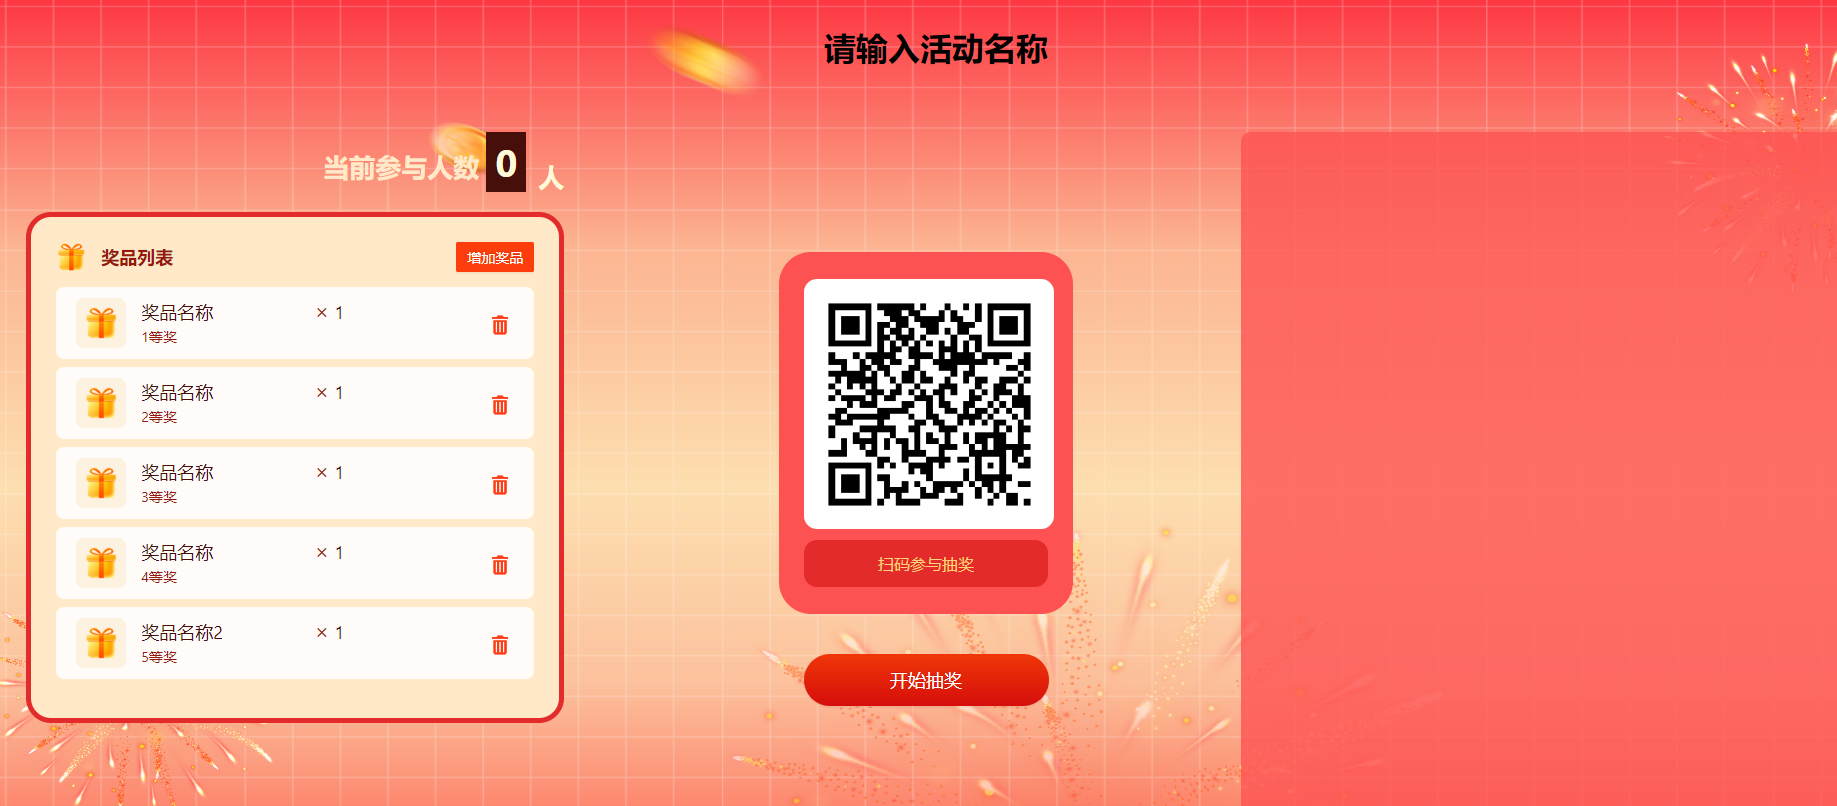 请输入活动名称
当前参与人数 0 人
奖品列表
增加奖品
奖品名称 × 1
1等奖
奖品名称 × 1
2等奖
奖品名称 × 1
3等奖
奖品名称 × 1
4等奖
奖品名称2 × 1
5等奖
扫码参与抽奖
开始抽奖